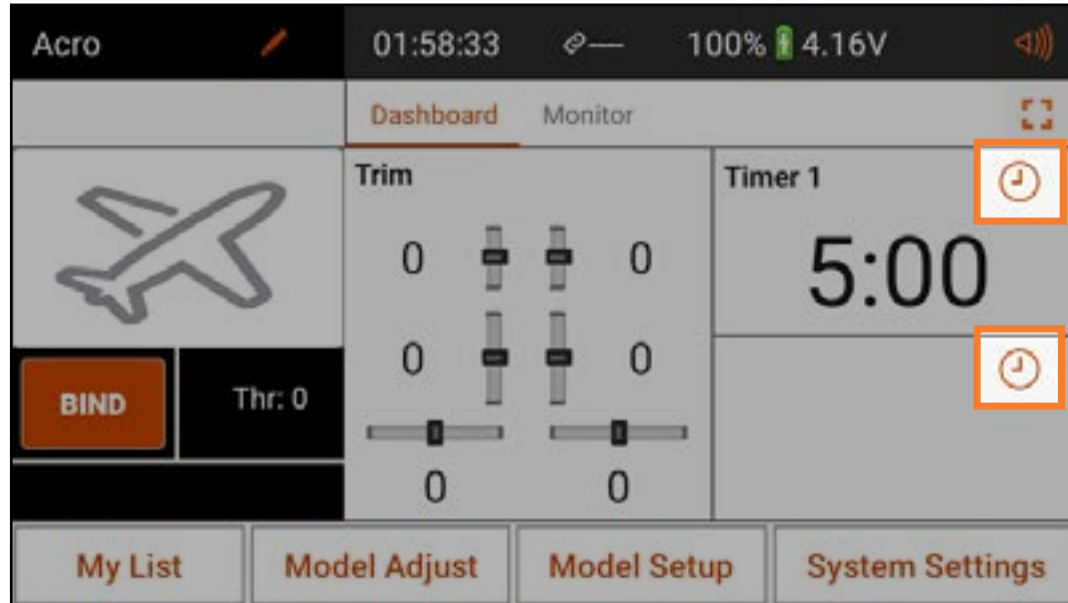 Acro
01:58:33
100% 4.16V
Dashboard Monitor
Trim
Timer 1
0 0
5:00
0 0
BIND
Thr: 0
0 0
My List
Model Adjust
Model Setup
System Settings